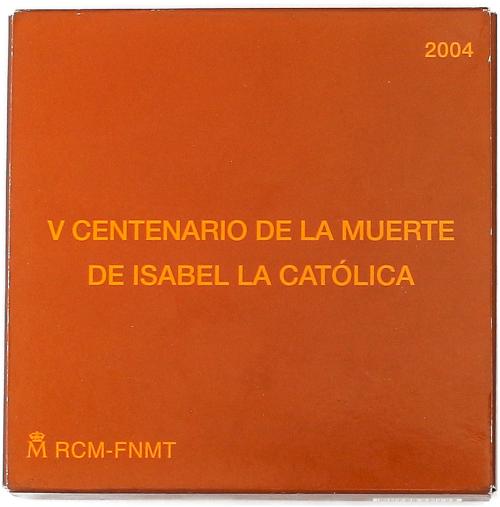 2004
V CENTENARIO DE LA MUERTE
DE ISABEL LA CATÓLICA
M RCM-FNMT